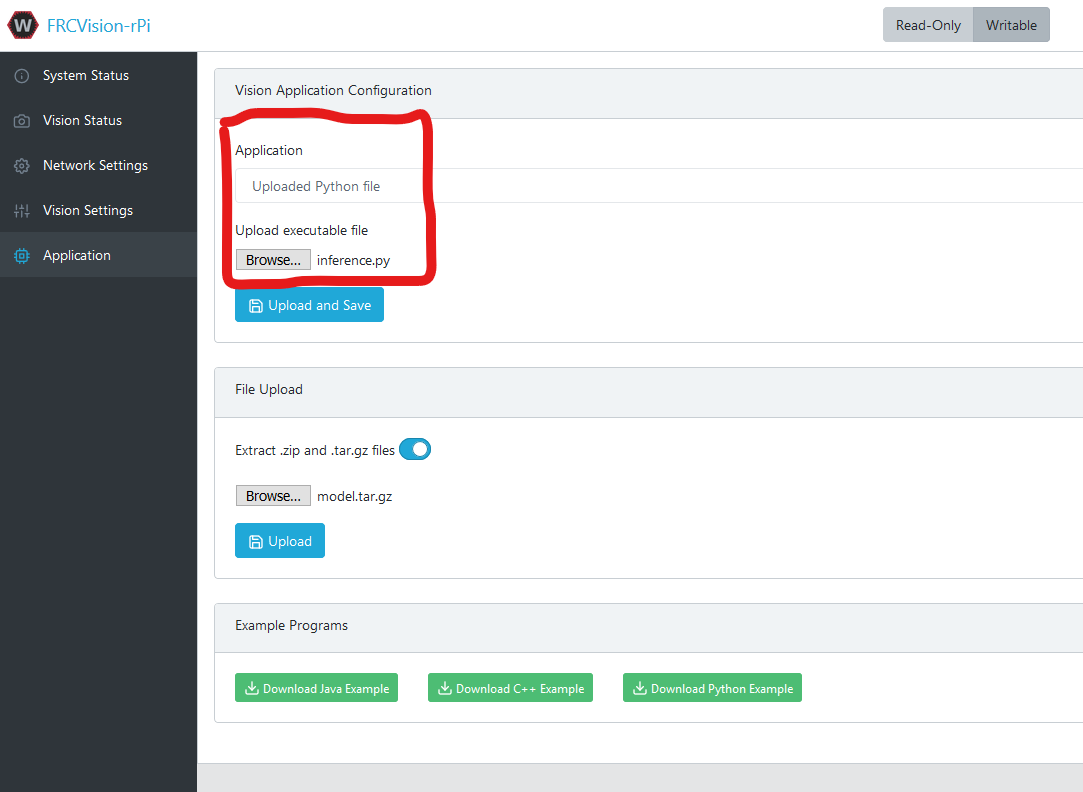 W FRCVision-rPi
Read-Only Writable
System Status
Vision Status
Network Settings
Vision Settings
Application
Vision Application Configuration
Application
Uploaded Python file
Upload executable file
Browse... inference.py
Upload and Save
File Upload
Extract .zip and .tar.gz files
Browse... model.tar.gz
Upload
Example Programs
Download Java Example Download C++ Example Download Python Example